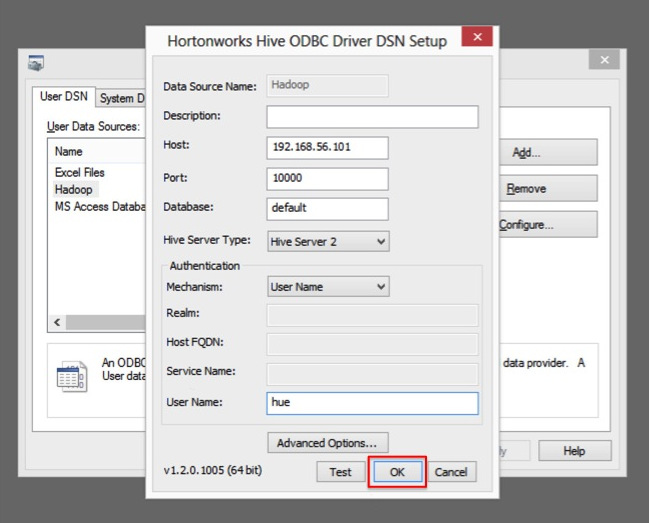 Hortonworks Hive ODBC Driver DSN Setup
User DSN
System D
User Data Sources:
Name
Excel Files
Hadoop
MS Access Databa
Add...
Remove
Configure...
Data Source Name:
Hadoop
Description:
Host:
192.168.56.101
Port:
10000
Database:
default
Hive Server Type:
Hive Server 2
Authentication
Mechanism:
User Name
Realm:
Host FQDN:
Service Name:
User Name:
hue
Advanced Options...
v1.2.0.1005 (64 bit)
Test
OK
Cancel
An ODBC
User data
data provider. A
ly
Help